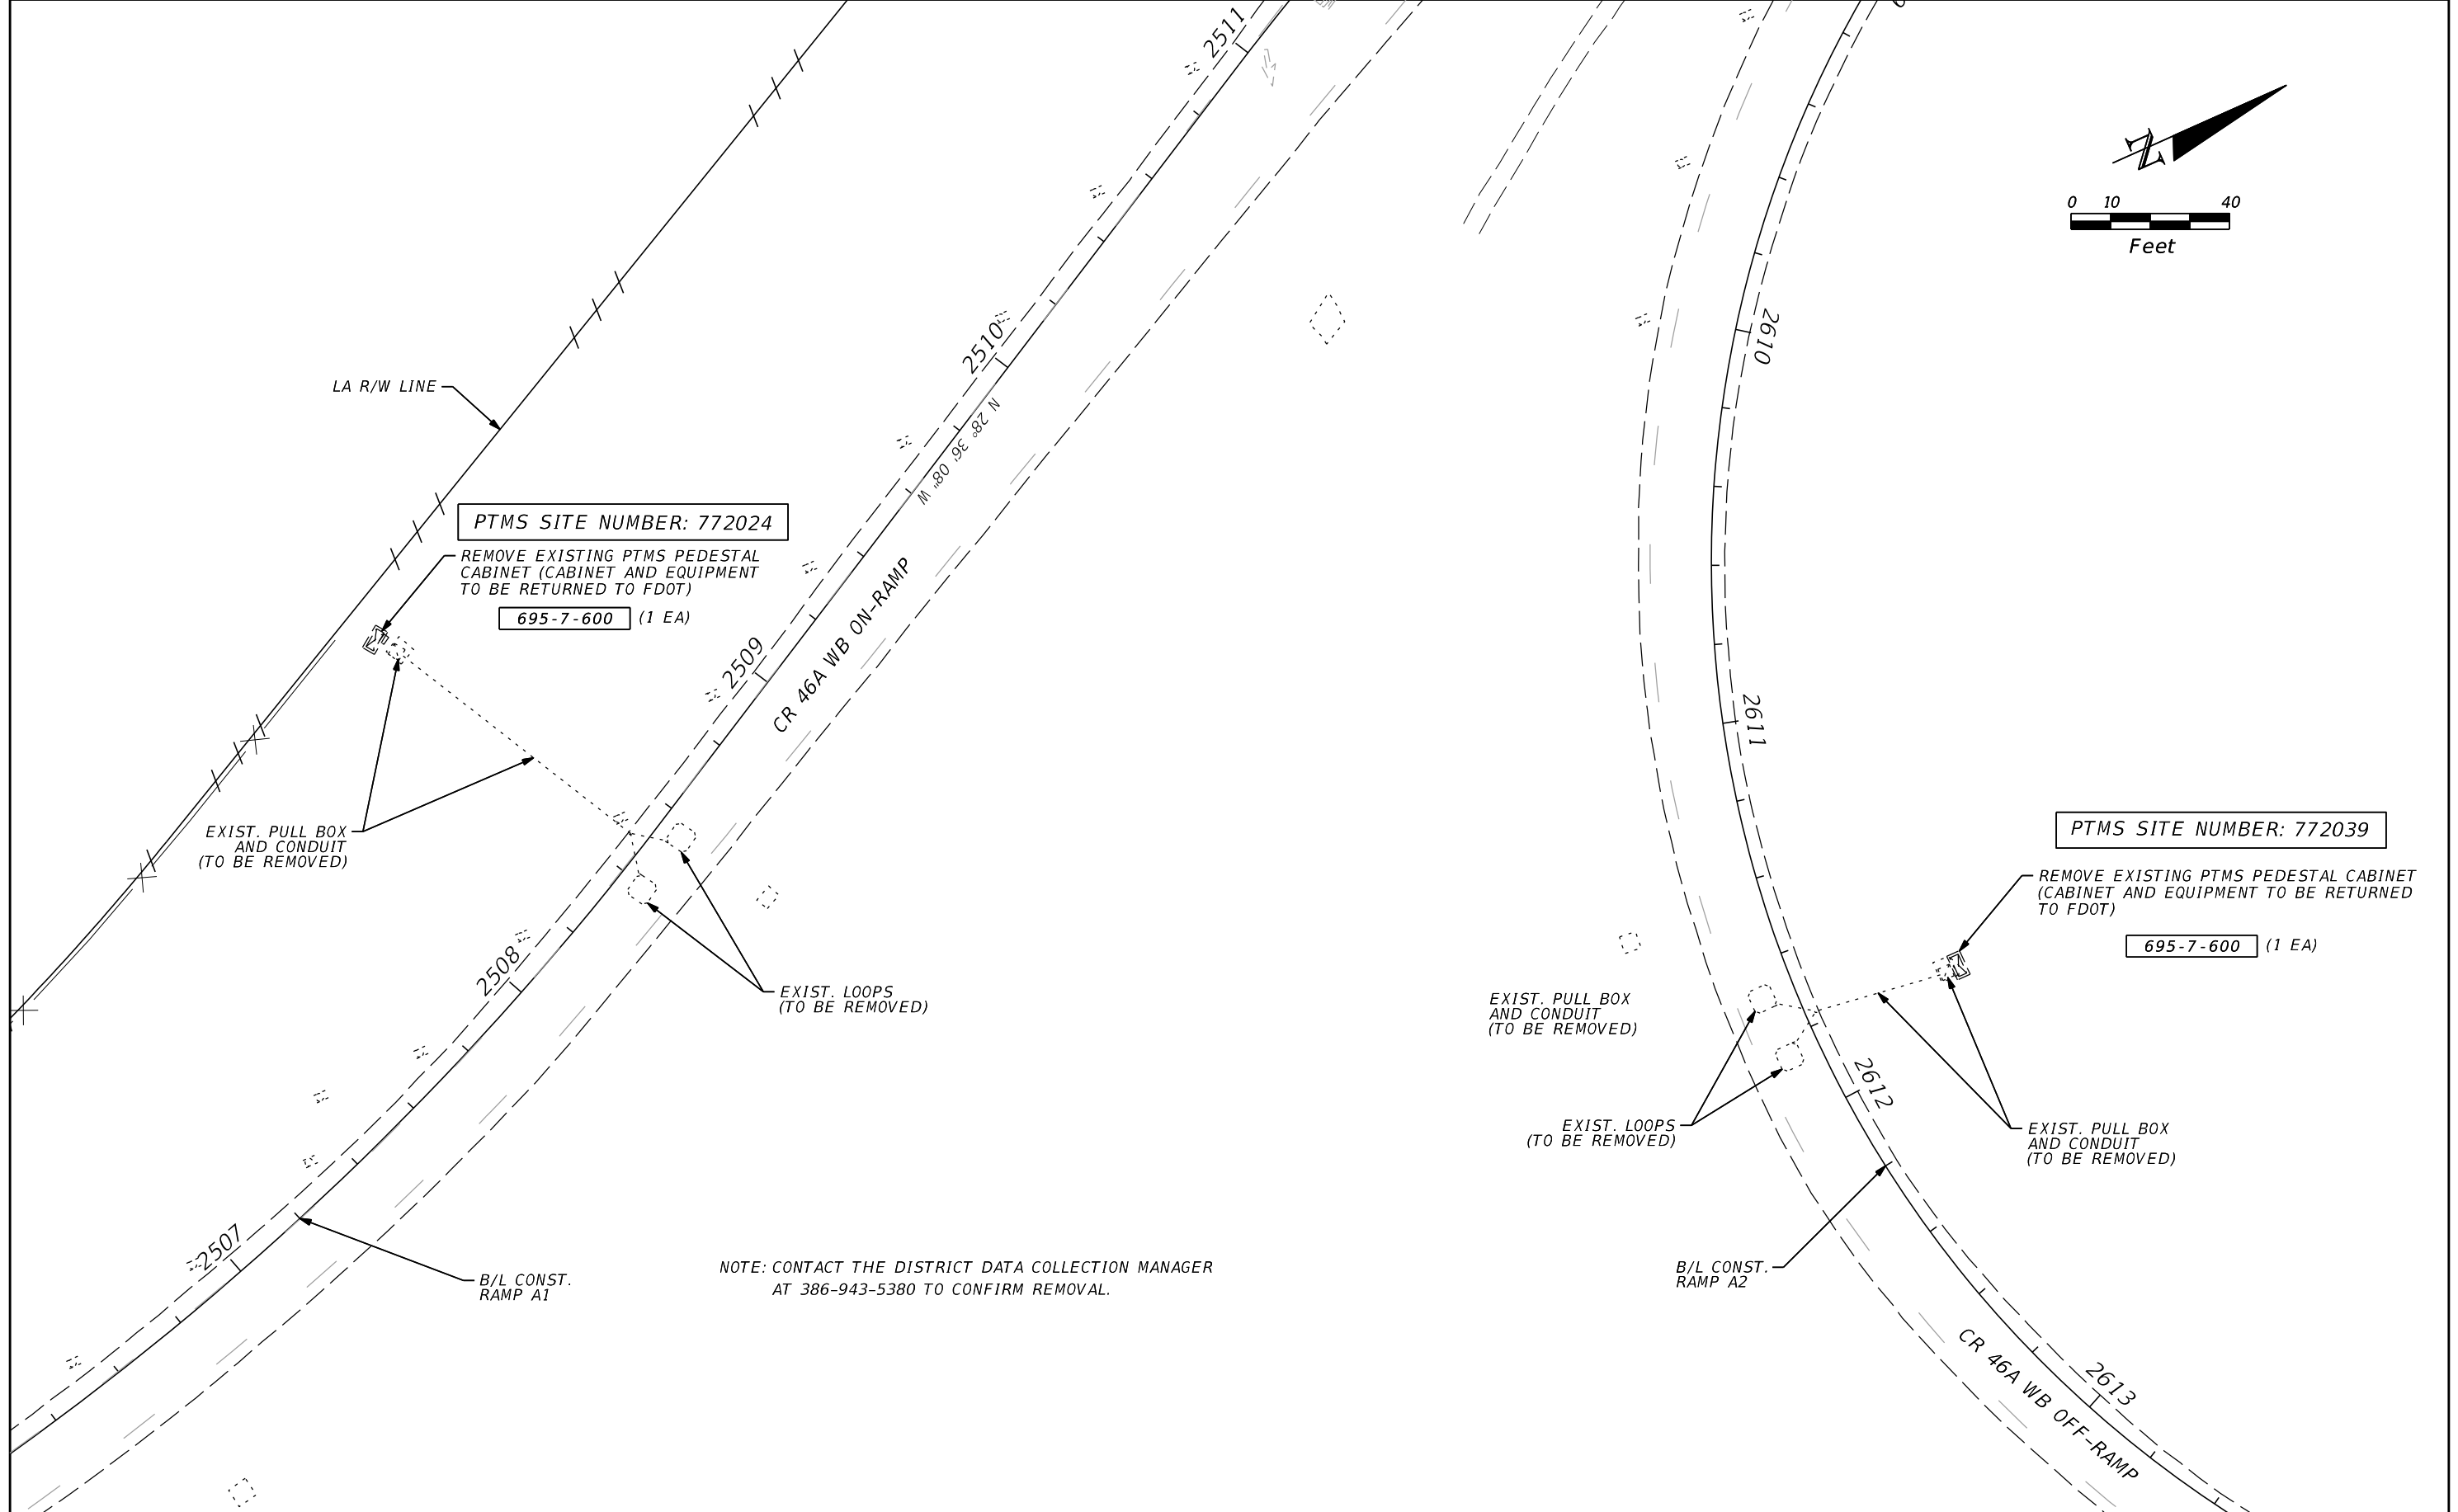 2511
N
0 10 40
Feet
2510
2610
LA R/W LINE
N 28° 36' 08" W
PTMS SITE NUMBER: 772024
REMOVE EXISTING PTMS PEDESTAL
CABINET (CABINET AND EQUIPMENT
TO BE RETURNED TO FDOT)
695-7-600 (1 EA)
CR 46A WB ON-RAMP
2509
2611
EXIST. PULL BOX
AND CONDUIT
(TO BE REMOVED)
PTMS SITE NUMBER: 772039
REMOVE EXISTING PTMS PEDESTAL CABINET
(CABINET AND EQUIPMENT TO BE RETURNED
TO FDOT)
695-7-600 (1 EA)
2508
EXIST. LOOPS
(TO BE REMOVED)
EXIST. PULL BOX
AND CONDUIT
(TO BE REMOVED)
2612
EXIST. LOOPS
(TO BE REMOVED)
EXIST. PULL BOX
AND CONDUIT
(TO BE REMOVED)
2507
B/L CONST.
RAMP A1
NOTE: CONTACT THE DISTRICT DATA COLLECTION MANAGER
AT 386-943-5380 TO CONFIRM REMOVAL.
B/L CONST.
RAMP A2
CR 46A WB OFF-RAMP
2613